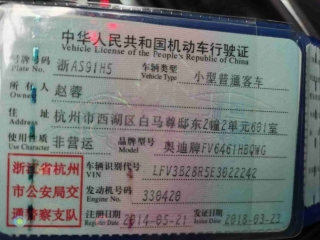 中华人民共和国机动车行驶证
Vehicle License of the People's Republic of China
号牌号码 浙A591H5 车辆类型 小型普通客车
Plate No. Vehicle Type
所有人 赵蓉
Owner
住址 杭州市西湖区白马尊邸东2幢2单元601室
Address
使用性质 非营运 品牌型号 奥迪牌FV6461HBQWG
Use Character Model
浙江省杭州 车辆识别代号 LFV3B28R5E3022242
VIN
市公安局交 发动机号码 330420
Engine No.
通警察支队 注册日期 2014-05-21 发证日期 2018-03-23
Register Date Issue Date